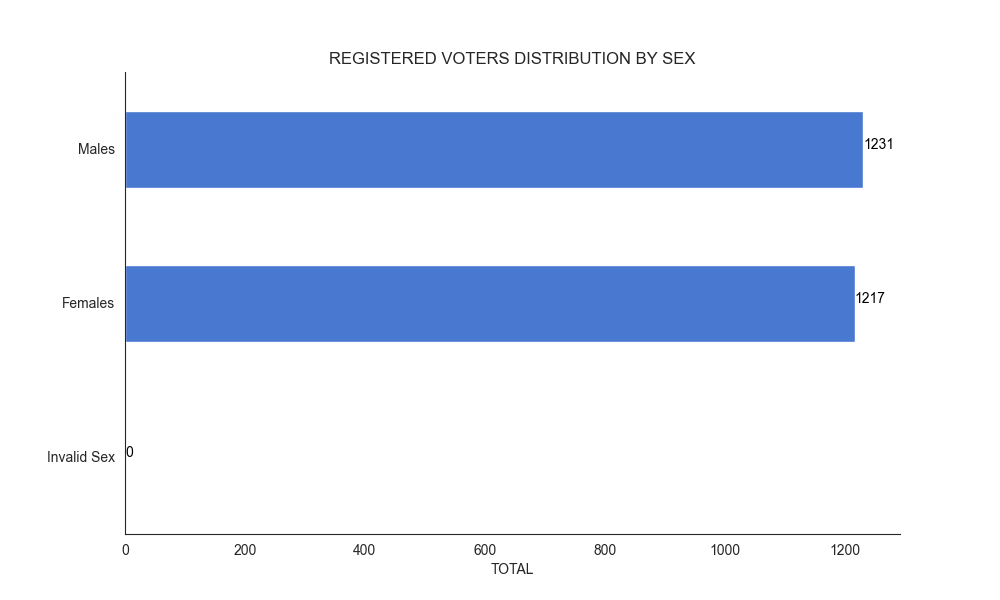 REGISTERED VOTERS DISTRIBUTION BY SEX
Males
1231
Females
1217
Invalid Sex
0
0 200 400 600 800 1000 1200
TOTAL